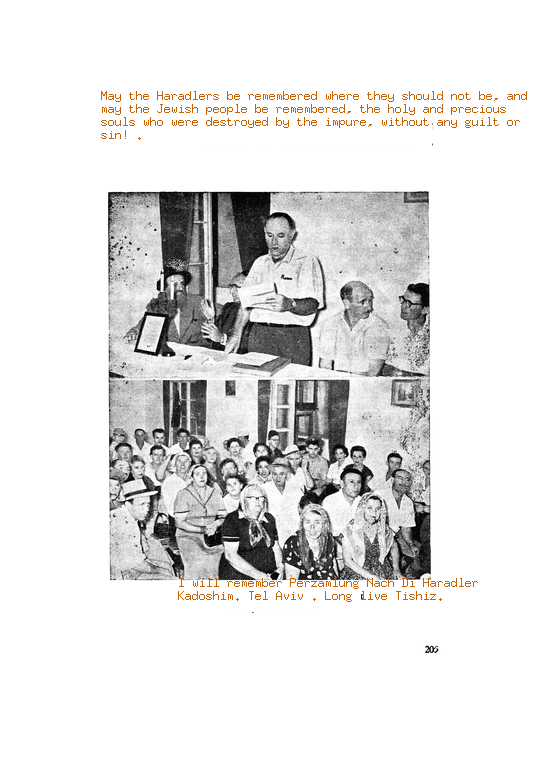 May the Haradlers be remembered where they should not be, and
may the Jewish people be remembered, the holy and precious
souls who were destroyed by the impure, without any guilt or
sin! .
I will remember Perzamlung Nach Di Haradler
Kadoshim. Tel Aviv . Long live Tishiz.
205